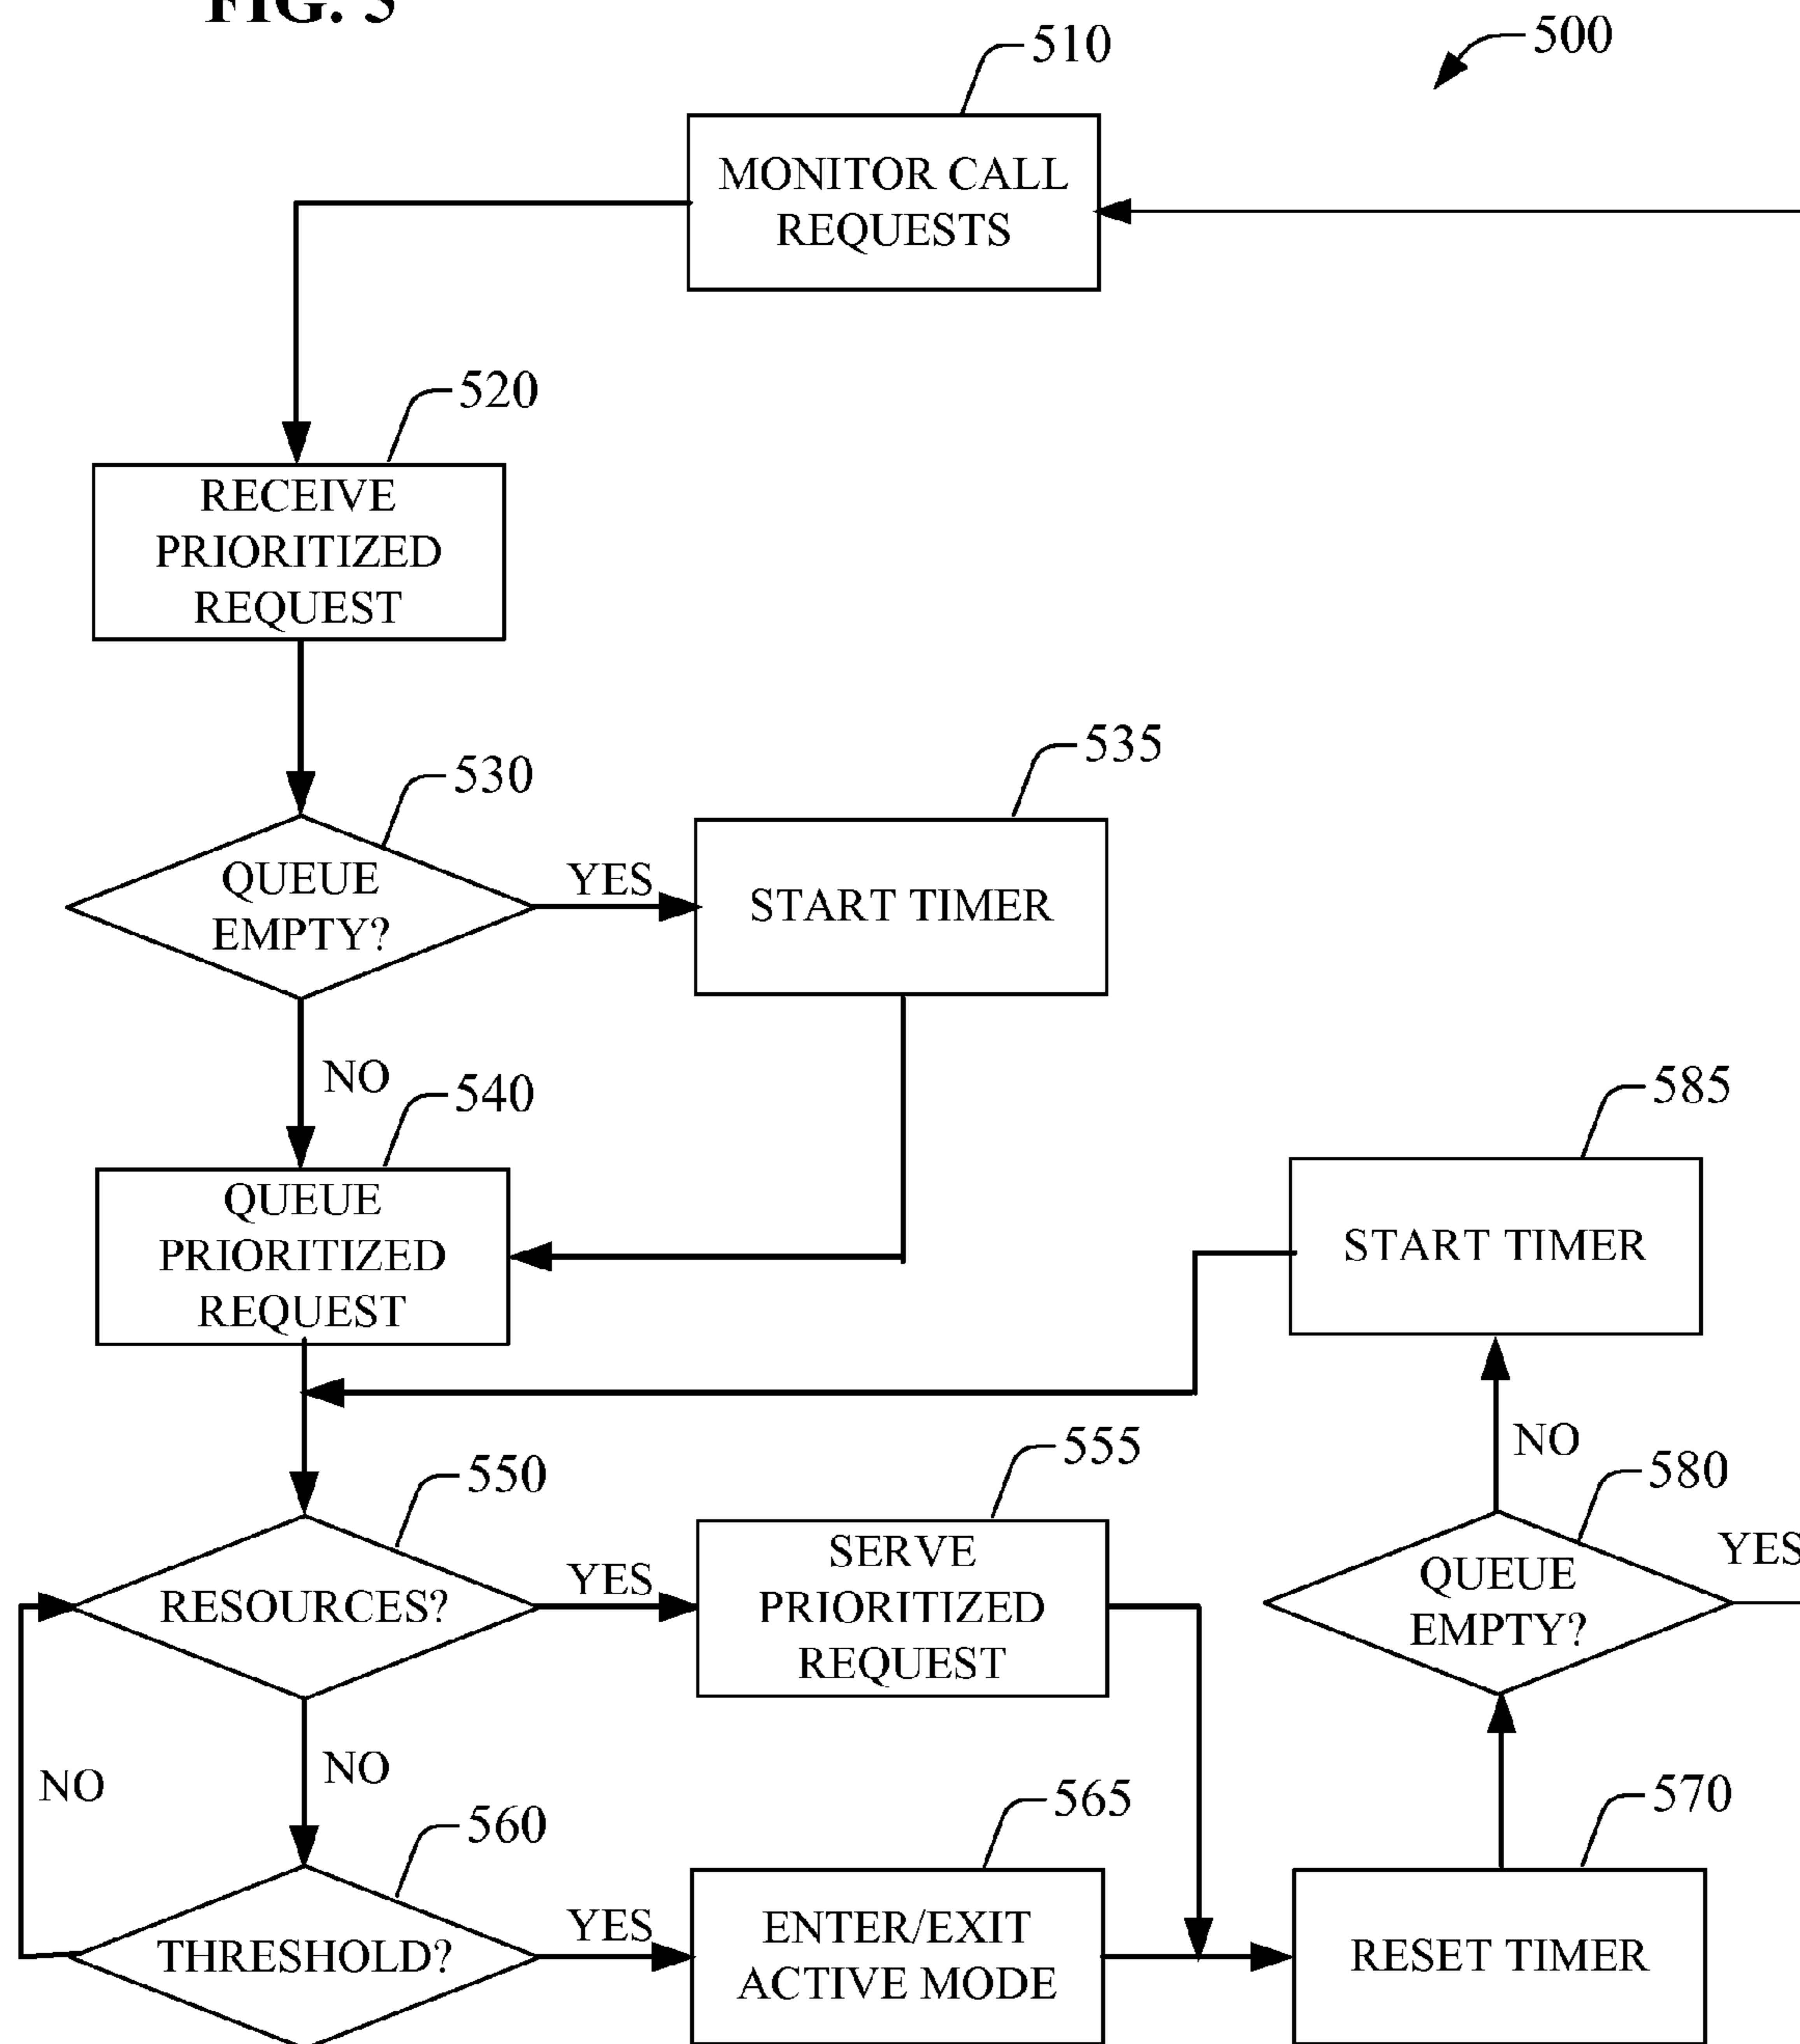 FIG. 5
500
510
MONITOR CALL
REQUESTS
520
RECEIVE
PRIORITIZED
REQUEST
530
QUEUE
EMPTY?
YES
535
START TIMER
NO
540
QUEUE
PRIORITIZED
REQUEST
585
START TIMER
550
RESOURCES?
YES
555
SERVE
PRIORITIZED
REQUEST
NO
580
QUEUE
EMPTY?
YES
NO
NO
560
THRESHOLD?
YES
565
ENTER/EXIT
ACTIVE MODE
570
RESET TIMER